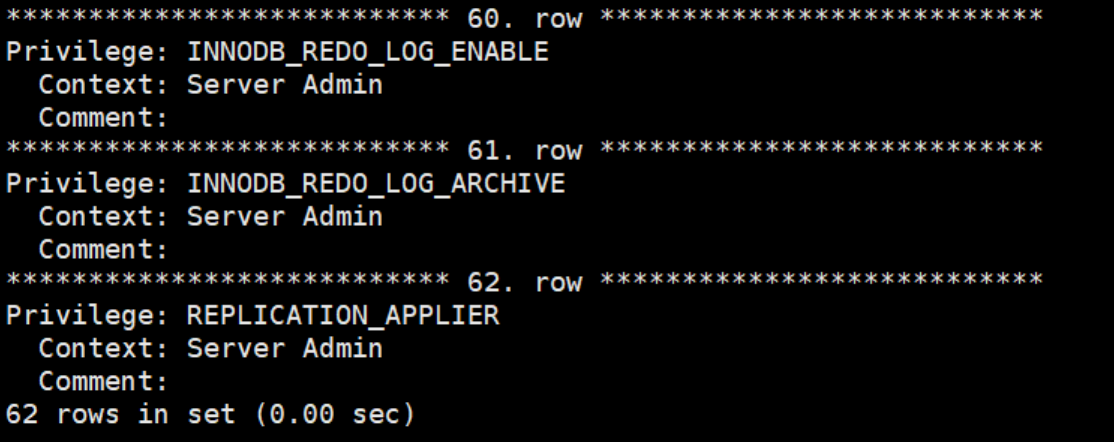 *************************** 60. row ***************************
Privilege: INNODB_REDO_LOG_ENABLE
  Context: Server Admin
  Comment:
*************************** 61. row ***************************
Privilege: INNODB_REDO_LOG_ARCHIVE
  Context: Server Admin
  Comment:
*************************** 62. row ***************************
Privilege: REPLICATION_APPLIER
  Context: Server Admin
  Comment:
62 rows in set (0.00 sec)